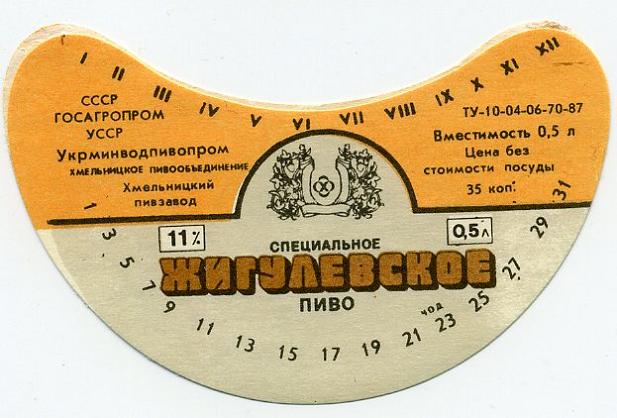 I II III IV V VI VII VIII IX X XI XII
СССР
ГОСАГРОПРОМ
УССР
Укрминводпивопром
ХМЕЛЬНИЦКОЕ ПИВООБЪЕДИНЕНИЕ
Хмельницкий
пивзавод
ТУ-10-04-06-70-87
Вместимость 0,5 л
Цена без
стоимости посуды
35 коп.
11%
СПЕЦИАЛЬНОЕ
0,5л
ЖИГУЛЕВСКОЕ
ПИВО
1 3 5 7 9 11 13 15 17 19 21 23 25 27 29 31